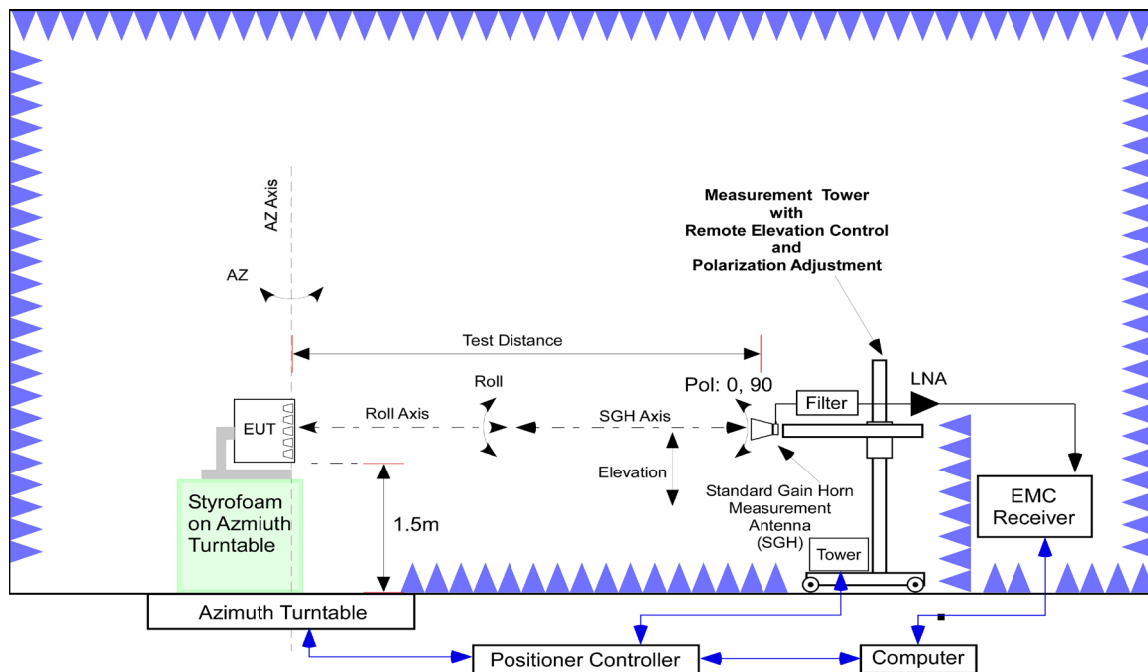 AZ Axis
Measurement Tower
with
Remote Elevation Control
and
Polarization Adjustment
AZ
Test Distance
Roll
Pol: 0, 90
Filter
LNA
Roll Axis
SGH Axis
EUT
Elevation
Standard Gain Horn
Measurement
Antenna
(SGH)
EMC
Receiver
Styrofoam
on Azmiuth
Turntable
1.5m
Tower
Azimuth Turntable
Positioner Controller
Computer